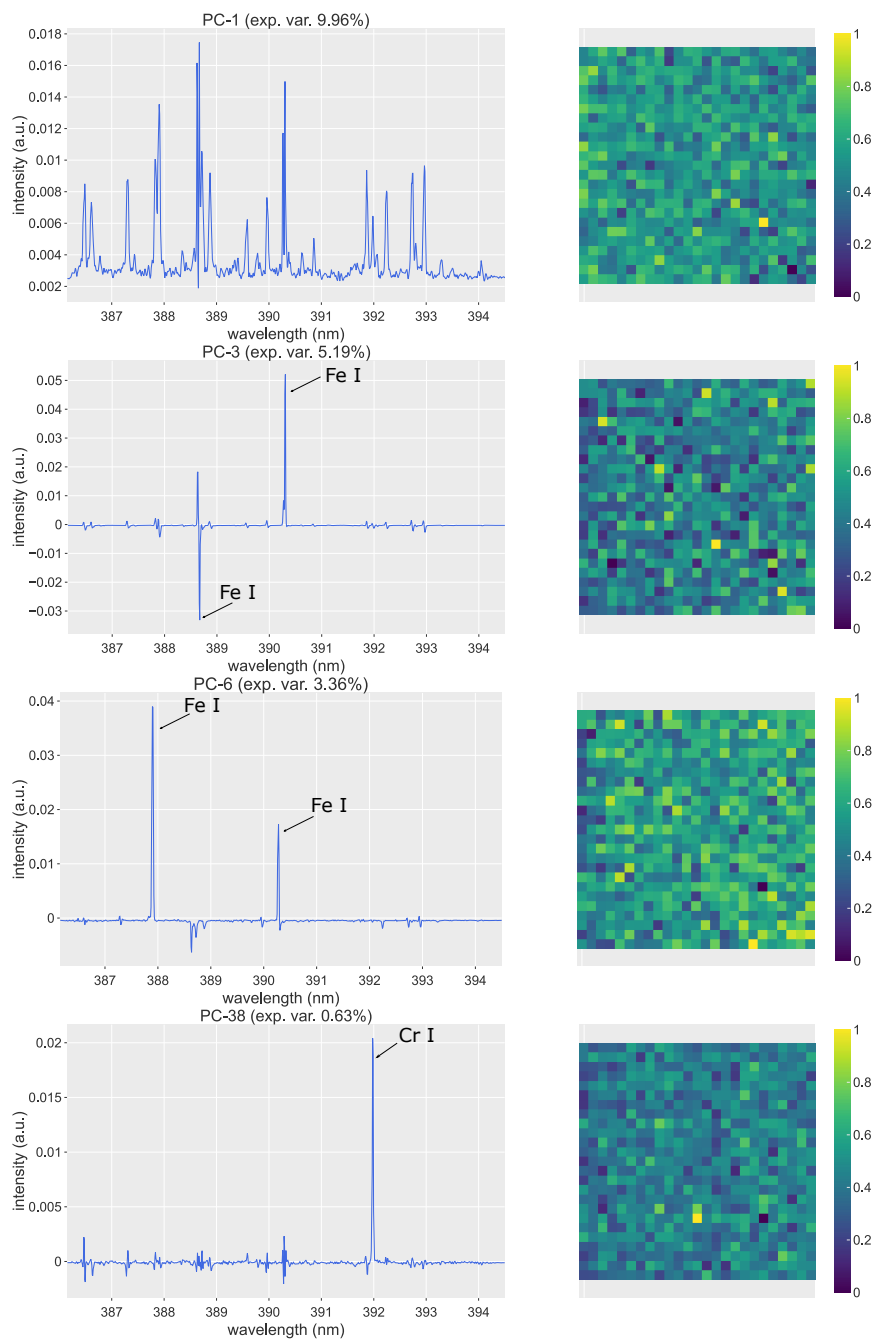 PC-1 (exp. var. 9.96%)
0.018
0.016
0.014
0.012
0.01
0.008
0.006
0.004
0.002
intensity (a.u.)
387 388 389 390 391 392 393 394
wavelength (nm)
1
0.8
0.6
0.4
0.2
0
PC-3 (exp. var. 5.19%)
0.05
0.04
0.03
0.02
0.01
0
−0.01
−0.02
−0.03
intensity (a.u.)
Fe I
Fe I
387 388 389 390 391 392 393 394
wavelength (nm)
1
0.8
0.6
0.4
0.2
0
PC-6 (exp. var. 3.36%)
0.04
0.03
0.02
0.01
0
intensity (a.u.)
Fe I
Fe I
387 388 389 390 391 392 393 394
wavelength (nm)
1
0.8
0.6
0.4
0.2
0
PC-38 (exp. var. 0.63%)
0.02
0.015
0.01
0.005
0
intensity (a.u.)
Cr I
387 388 389 390 391 392 393 394
wavelength (nm)
1
0.8
0.6
0.4
0.2
0